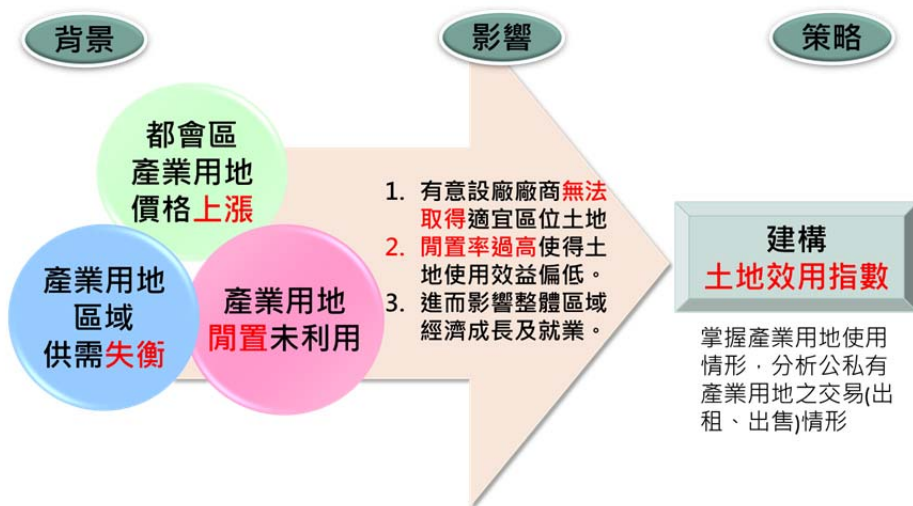 背景
影響
策略
都會區
產業用地
價格上漲
產業用地
區域
供需失衡
產業用地
閒置未利用
1. 有意設廠廠商無法
取得適宜區位土地
2. 閒置率過高使得土
地使用效益偏低。
3. 進而影響整體區域
經濟成長及就業。
建構
土地效用指數
掌握產業用地使用
情形，分析公私有
產業用地之交易(出
租、出售)情形